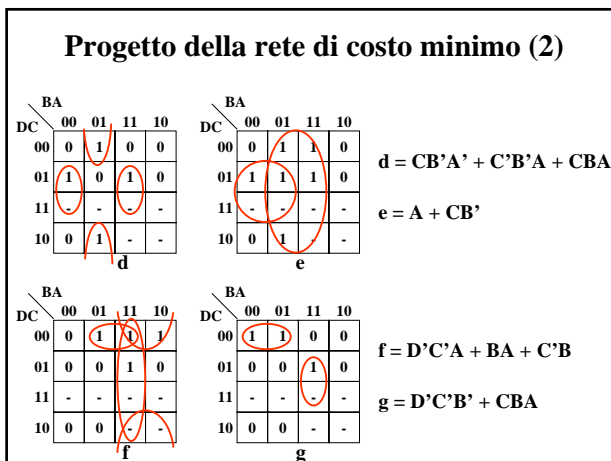 Progetto della rete di costo minimo (2)
BA
00 01 11 10
DC
00 0 1 0 0
01 1 0 1 0
11 - - - -
10 0 1 - -
d
BA
00 01 11 10
DC
00 0 1 1 0
01 1 1 1 0
11 - - - -
10 0 1 - -
e
d = CB'A' + C'B'A + CBA
e = A + CB'
BA
00 01 11 10
DC
00 0 1 1 1
01 0 0 1 0
11 - - - -
10 0 0 - -
f
BA
00 01 11 10
DC
00 1 1 0 0
01 0 0 1 0
11 - - - -
10 0 0 - -
g
f = D'C'A + BA + C'B
g = D'C'B' + CBA